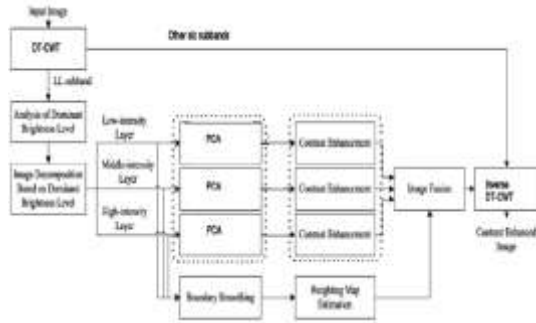 Input Image
DT-CWT
Other six subbands
LL subband
Analysis of Dominant
Brightness Level
Image Decomposition
Based on Dominant
Brightness Level
Low-intensity
Layer
Middle-intensity
Layer
High-intensity
Layer
PCA
PCA
PCA
Contrast Enhancement
Contrast Enhancement
Contrast Enhancement
Boundary Smoothing
Weighting Map
Estimation
Image Fusion
Inverse
DT-CWT
Contrast Enhanced
Image